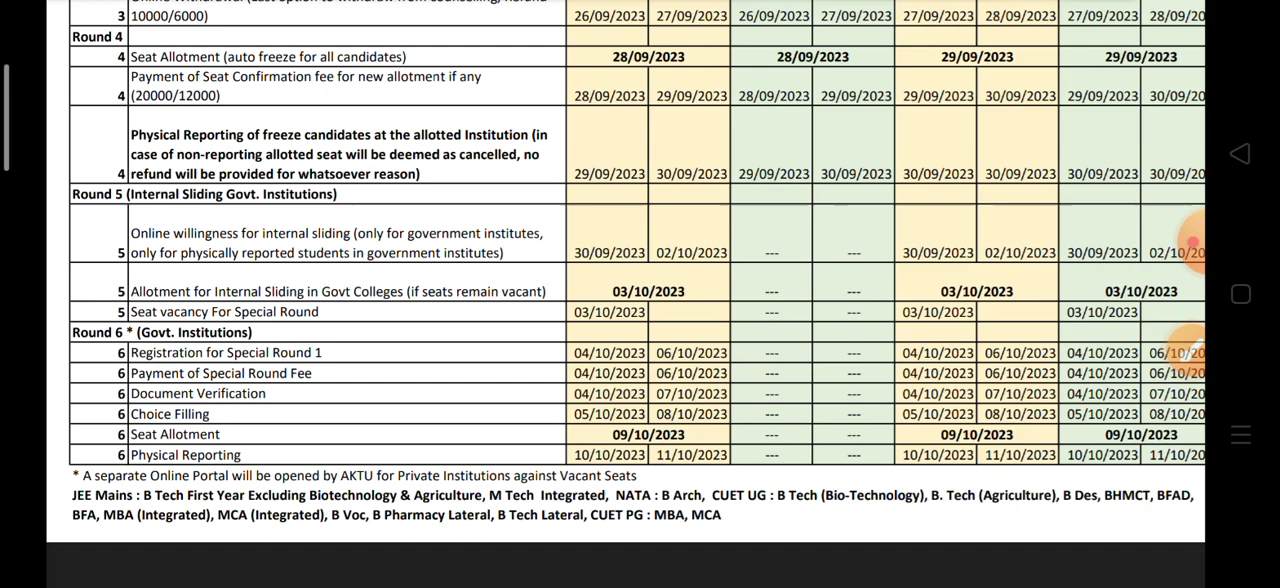 3 10000/6000) 26/09/2023 27/09/2023 26/09/2023 27/09/2023 27/09/2023 28/09/2023 27/09/2023 28/09/20
Round 4
4 Seat Allotment (auto freeze for all candidates) 28/09/2023 28/09/2023 29/09/2023 29/09/2023
Payment of Seat Confirmation fee for new allotment if any
4 (20000/12000) 28/09/2023 29/09/2023 28/09/2023 29/09/2023 29/09/2023 30/09/2023 29/09/2023 30/09/20
Physical Reporting of freeze candidates at the allotted Institution (in
case of non-reporting allotted seat will be deemed as cancelled, no
4 refund will be provided for whatsoever reason) 29/09/2023 30/09/2023 29/09/2023 30/09/2023 30/09/2023 30/09/2023 30/09/2023 30/09/20
Round 5 (Internal Sliding Govt. Institutions)
Online willingness for internal sliding (only for government institutes,
5 only for physically reported students in government institutes) 30/09/2023 02/10/2023 --- --- 30/09/2023 02/10/2023 30/09/2023 02/10/20
5 Allotment for Internal Sliding in Govt Colleges (if seats remain vacant) 03/10/2023 --- --- 03/10/2023 03/10/2023
5 Seat vacancy For Special Round 03/10/2023 --- --- 03/10/2023 03/10/2023
Round 6 * (Govt. Institutions)
6 Registration for Special Round 1 04/10/2023 06/10/2023 --- --- 04/10/2023 06/10/2023 04/10/2023 06/10/20
6 Payment of Special Round Fee 04/10/2023 06/10/2023 --- --- 04/10/2023 06/10/2023 04/10/2023 06/10/20
6 Document Verification 04/10/2023 07/10/2023 --- --- 04/10/2023 07/10/2023 04/10/2023 07/10/20
6 Choice Filling 05/10/2023 08/10/2023 --- --- 05/10/2023 08/10/2023 05/10/2023 08/10/20
6 Seat Allotment 09/10/2023 --- --- 09/10/2023 09/10/2023
6 Physical Reporting 10/10/2023 11/10/2023 --- --- 10/10/2023 11/10/2023 10/10/2023 11/10/20
* A separate Online Portal will be opened by AKTU for Private Institutions against Vacant Seats
JEE Mains : B Tech First Year Excluding Biotechnology & Agriculture, M Tech Integrated, NATA : B Arch, CUET UG : B Tech (Bio-Technology), B. Tech (Agriculture), B Des, BHMCT, BFAD,
BFA, MBA (Integrated), MCA (Integrated), B Voc, B Pharmacy Lateral, B Tech Lateral, CUET PG : MBA, MCA